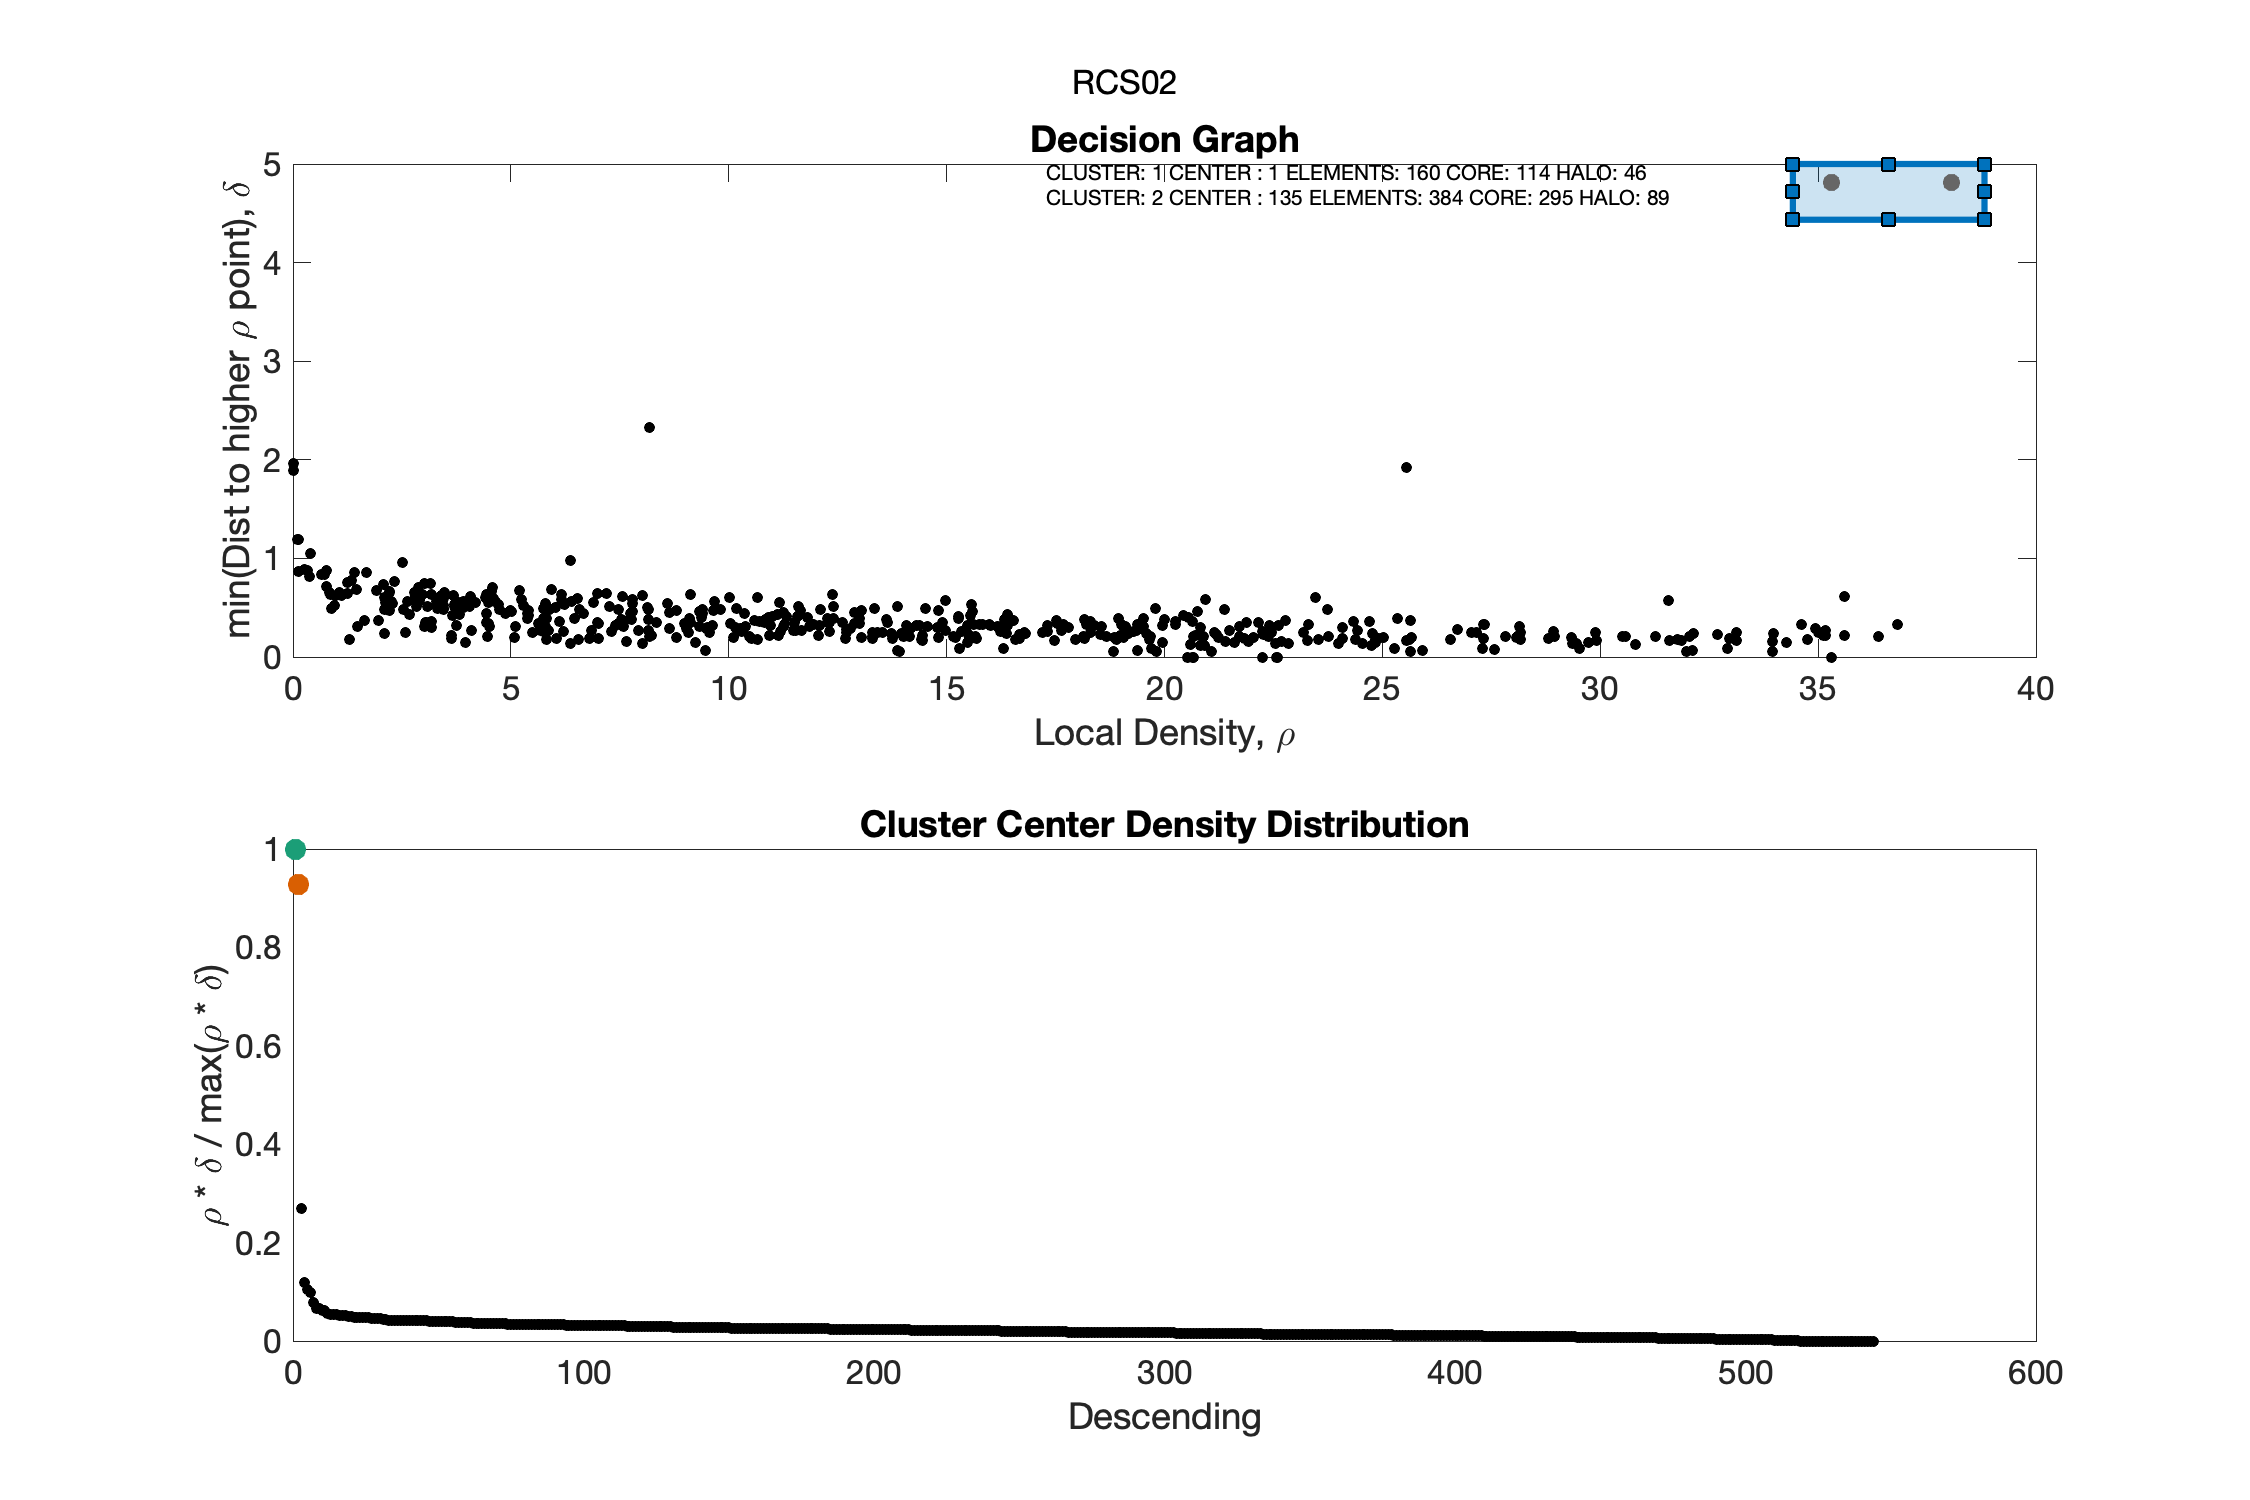 RCS02
Decision Graph
CLUSTER: 1 CENTER : 1 ELEMENTS: 160 CORE: 114 HALO: 46
CLUSTER: 2 CENTER : 135 ELEMENTS: 384 CORE: 295 HALO: 89
min(Dist to higher ρ point), δ
5
4
3
2
1
0
0 5 10 15 20 25 30 35 40
Local Density, ρ
Cluster Center Density Distribution
ρ * δ / max(ρ * δ)
1
0.8
0.6
0.4
0.2
0
0 100 200 300 400 500 600
Descending